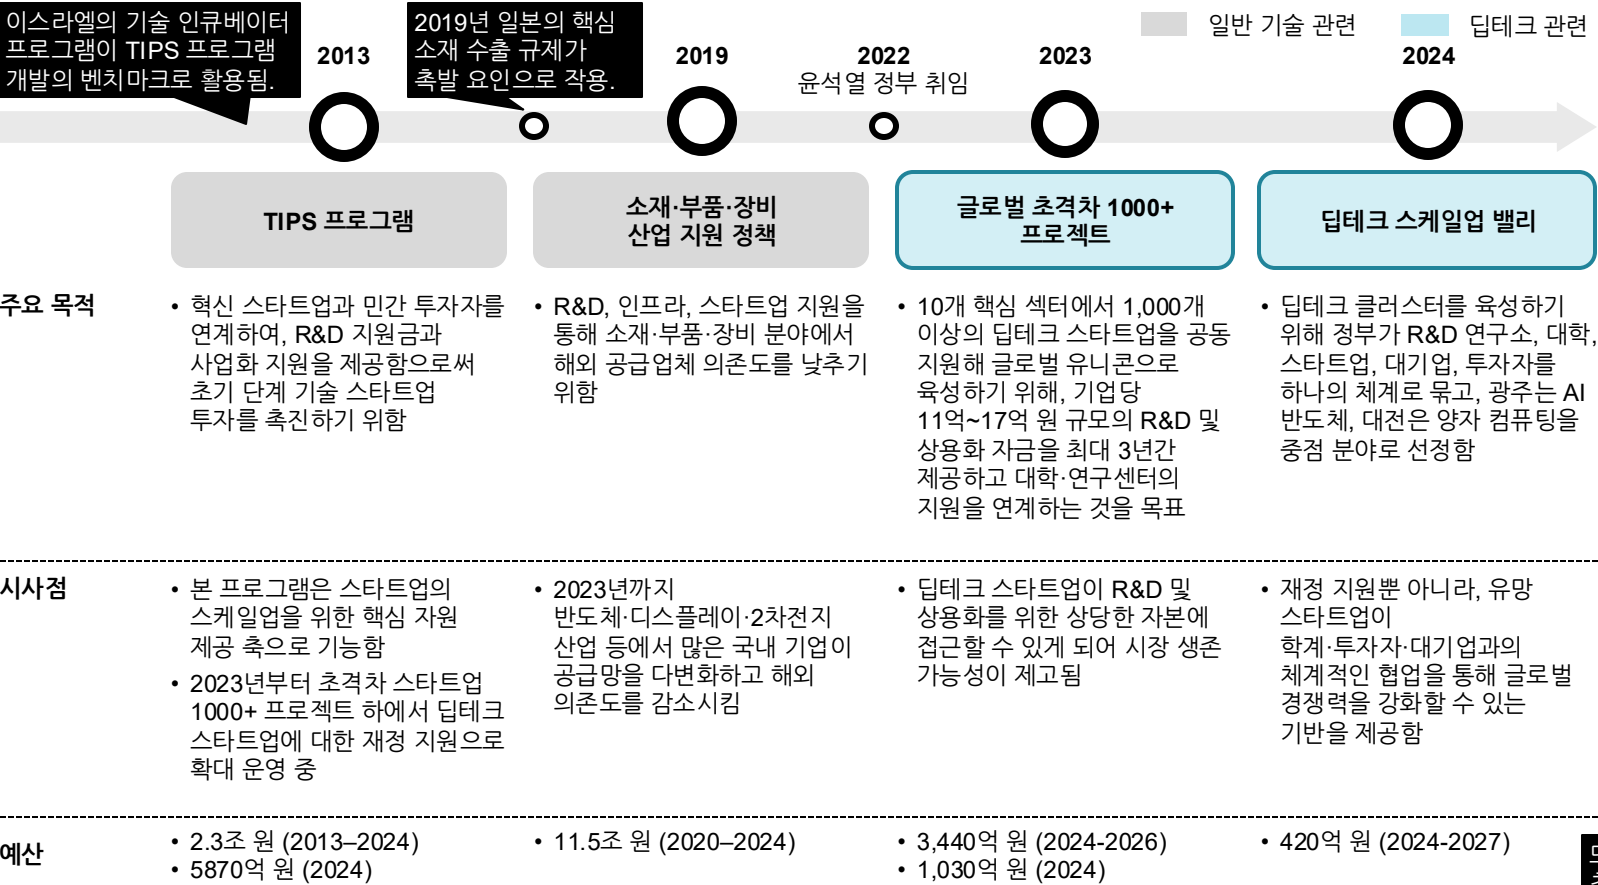 이스라엘의 기술 인큐베이터
프로그램이 TIPS 프로그램
개발의 벤치마크로 활용됨.
2013
2019년 일본의 핵심
소재 수출 규제가
촉발 요인으로 작용.
2019
2022
윤석열 정부 취임
2023
일반 기술 관련
딥테크 관련
2024
TIPS 프로그램
소재·부품·장비
산업 지원 정책
글로벌 초격차 1000+
프로젝트
딥테크 스케일업 밸리
주요 목적
• 혁신 스타트업과 민간 투자자를
연계하여, R&D 지원금과
사업화 지원을 제공함으로써
초기 단계 기술 스타트업
투자를 촉진하기 위함
• R&D, 인프라, 스타트업 지원을
통해 소재·부품·장비 분야에서
해외 공급업체 의존도를 낮추기
위함
• 10개 핵심 섹터에서 1,000개
이상의 딥테크 스타트업을 공동
지원해 글로벌 유니콘으로
육성하기 위해, 기업당
11억~17억 원 규모의 R&D 및
상용화 자금을 최대 3년간
제공하고 대학·연구센터의
지원을 연계하는 것을 목표
• 딥테크 클러스터를 육성하기
위해 정부가 R&D 연구소, 대학,
스타트업, 대기업, 투자자를
하나의 체계로 묶고, 광주는 AI
반도체, 대전은 양자 컴퓨팅을
중점 분야로 선정함
시사점
• 본 프로그램은 스타트업의
스케일업을 위한 핵심 자원
제공 축으로 기능함
• 2023년부터 초격차 스타트업
1000+ 프로젝트 하에서 딥테크
스타트업에 대한 재정 지원으로
확대 운영 중
• 2023년까지
반도체·디스플레이·2차전지
산업 등에서 많은 국내 기업이
공급망을 다변화하고 해외
의존도를 감소시킴
• 딥테크 스타트업이 R&D 및
상용화를 위한 상당한 자본에
접근할 수 있게 되어 시장 생존
가능성이 제고됨
• 재정 지원뿐 아니라, 유망
스타트업이
학계·투자자·대기업과의
체계적인 협업을 통해 글로벌
경쟁력을 강화할 수 있는
기반을 제공함
예산
• 2.3조 원 (2013–2024)
• 5870억 원 (2024)
• 11.5조 원 (2020–2024)
• 3,440억 원 (2024-2026)
• 1,030억 원 (2024)
• 420억 원 (2024-2027)